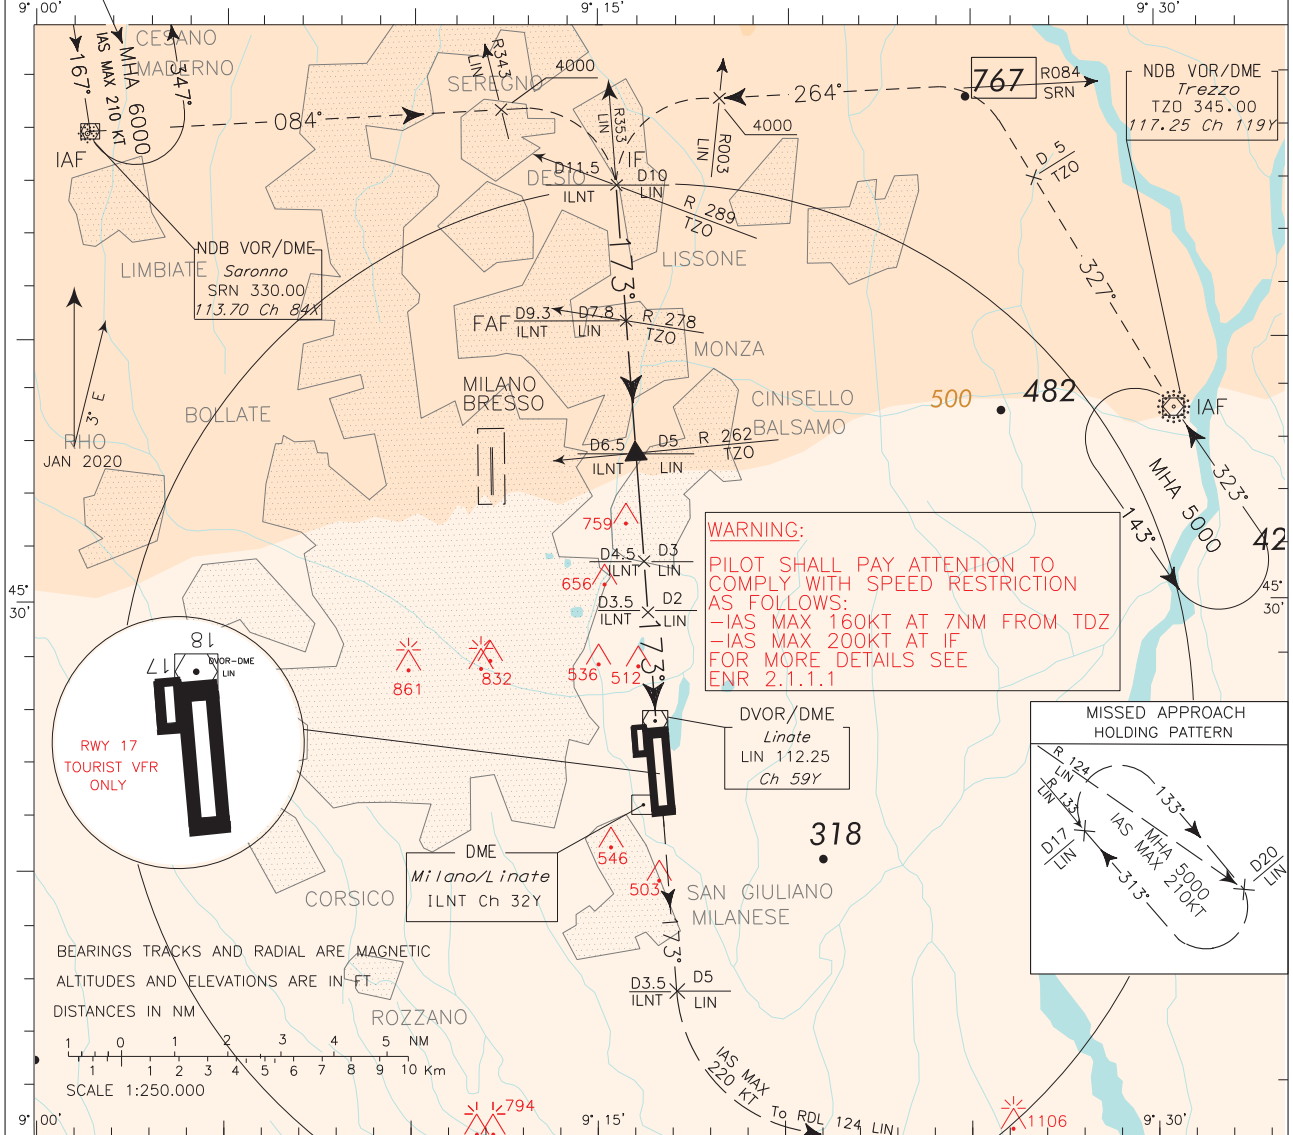 9° 00'
9° 15'
9° 30'
CESANO
MADERNO
167°
IAS MAX 210 KT
MHA 6000
347°
IAF
084°
SEREGNO
R343
LIN
4000
R353
LIN
IF
264°
4000
R003
LIN
767
R084
SRN
NDB VOR/DME
Trezzo
TZO 345.00
117.25 Ch 119Y
D 5
TZO
DESIO
D11.5
ILNT
D10
LIN
R 289
TZO
173°
LISSONE
327°
NDB VOR/DME
Saronno
SRN 330.00
113.70 Ch 84X
LIMBIATE
FAF
D9.3
ILNT
D7.8
LIN
R 278
TZO
MONZA
MILANO
BRESSO
CINISELLO
BALSAMO
500
482
IAF
BOLLATE
3° E
RHO
JAN 2020
D6.5
ILNT
D5
LIN
R 262
TZO
MHA 5000
323°
143°
42
759
D4.5
ILNT
D3
LIN
656
D3.5
ILNT
D2
LIN
WARNING:
PILOT SHALL PAY ATTENTION TO
COMPLY WITH SPEED RESTRICTION
AS FOLLOWS:
-IAS MAX 160KT AT 7NM FROM TDZ
-IAS MAX 200KT AT IF
FOR MORE DETAILS SEE
ENR 2.1.1.1
45°
30'
45°
30'
18
17
DVOR-DME
LIN
RWY 17
TOURIST VFR
ONLY
861
832
536
512
173°
DVOR/DME
Linate
LIN 112.25
Ch 59Y
MISSED APPROACH
HOLDING PATTERN
R 124
LIN
R 133
LIN
133°
IAS MAX 210KT
MHA 5000
D17
LIN
D20
LIN
313°
318
546
503
DME
Milano/Linate
ILNT Ch 32Y
CORSICO
SAN GIULIANO
MILANESE
173°
BEARINGS TRACKS AND RADIAL ARE MAGNETIC
ALTITUDES AND ELEVATIONS ARE IN FT
DISTANCES IN NM
D3.5
ILNT
D5
LIN
ROZZANO
1 0 1 2 3 4 5 NM
1 1 2 3 4 5 6 7 8 9 10 Km
SCALE 1:250.000
IAS MAX
220 KT
To RDL 124 LIN
794
1106
9° 00'
9° 15'
9° 30'